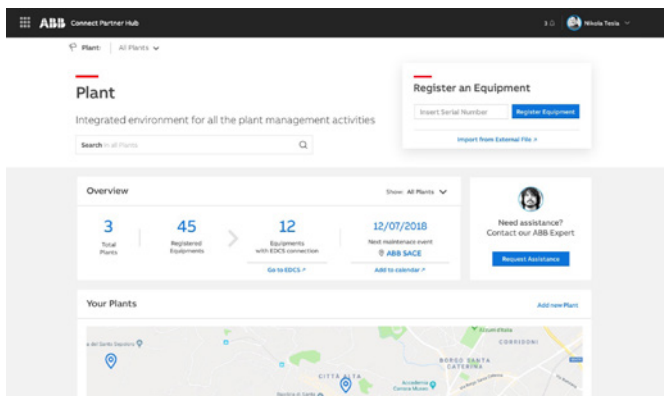 ABB Connect Partner Hub
Nikola Tesla
Plant: All Plants
Plant
Integrated environment for all the plant management activities
Search in all Plants
Register an Equipment
Insert Serial Number Register Equipment
Import from External File
Overview
Show: All Plants
3
Total
Plants
45
Registered
Equipments
12
Equipments
with EDCS connection
Go to EDCS
12/07/2018
Next maintenace event
ABB SACE
Add to calendar
Need assistance?
Contact our ABB Expert
Request Assistance
Your Plants
Add new Plant
CORRIDONI
BORGO SANTA
CATERINA
CITTÀ ALTA
Accademia